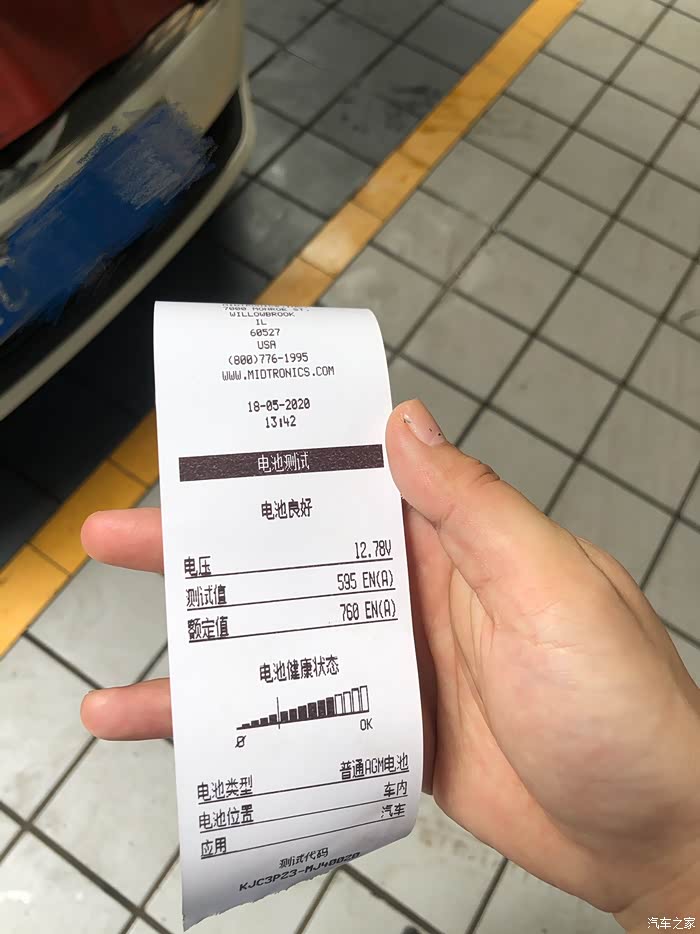 7000 MONROE ST.
WILLOWBROOK
IL
60527
USA
(800)776-1995
WWW.MIDTRONICS.COM
18-05-2020
13:42
电池测试
电池良好
电压 12.78V
测试值 595 EN(A)
额定值 760 EN(A)
电池健康状态
OK
电池类型 普通AGM电池
电池位置 车内
应用 汽车
测试代码
汽车之家